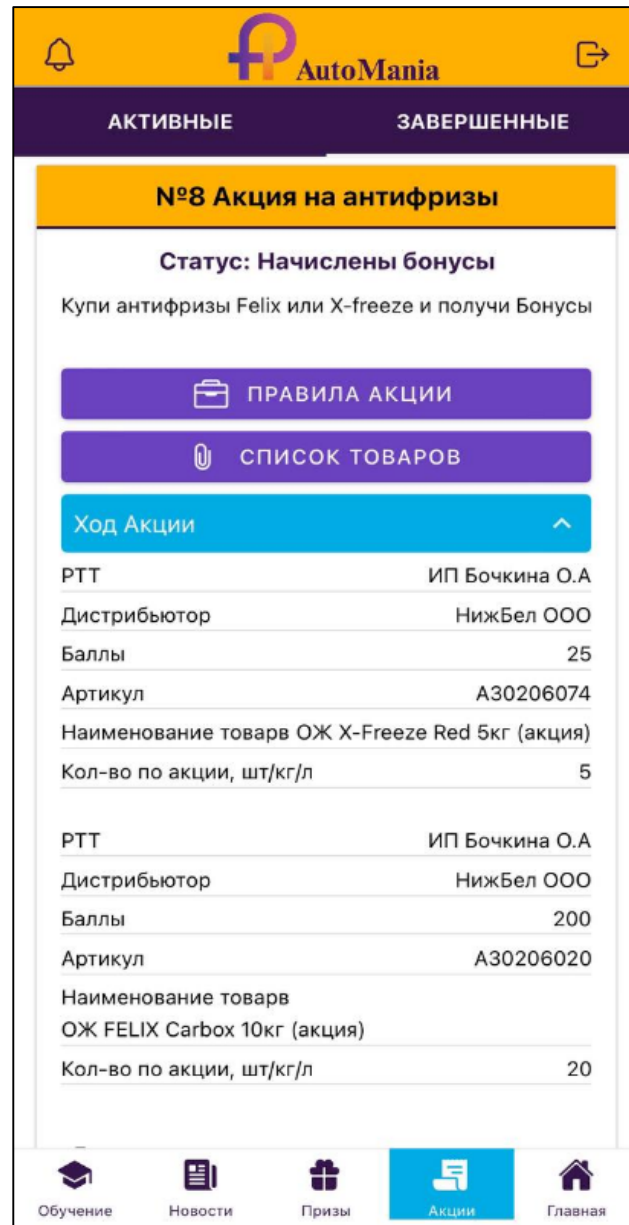 AutoMania
АКТИВНЫЕ ЗАВЕРШЕННЫЕ
№8 Акция на антифризы
Статус: Начислены бонусы
Купи антифризы Felix или X-freeze и получи Бонусы
ПРАВИЛА АКЦИИ
СПИСОК ТОВАРОВ
Ход Акции
РТТ ИП Бочкина О.А
Дистрибьютор НижБел ООО
Баллы 25
Артикул А30206074
Наименование товарв ОЖ X-Freeze Red 5кг (акция)
Кол-во по акции, шт/кг/л 5
РТТ ИП Бочкина О.А
Дистрибьютор НижБел ООО
Баллы 200
Артикул А30206020
Наименование товарв
ОЖ FELIX Carbox 10кг (акция)
Кол-во по акции, шт/кг/л 20
Обучение Новости Призы Акции Главная